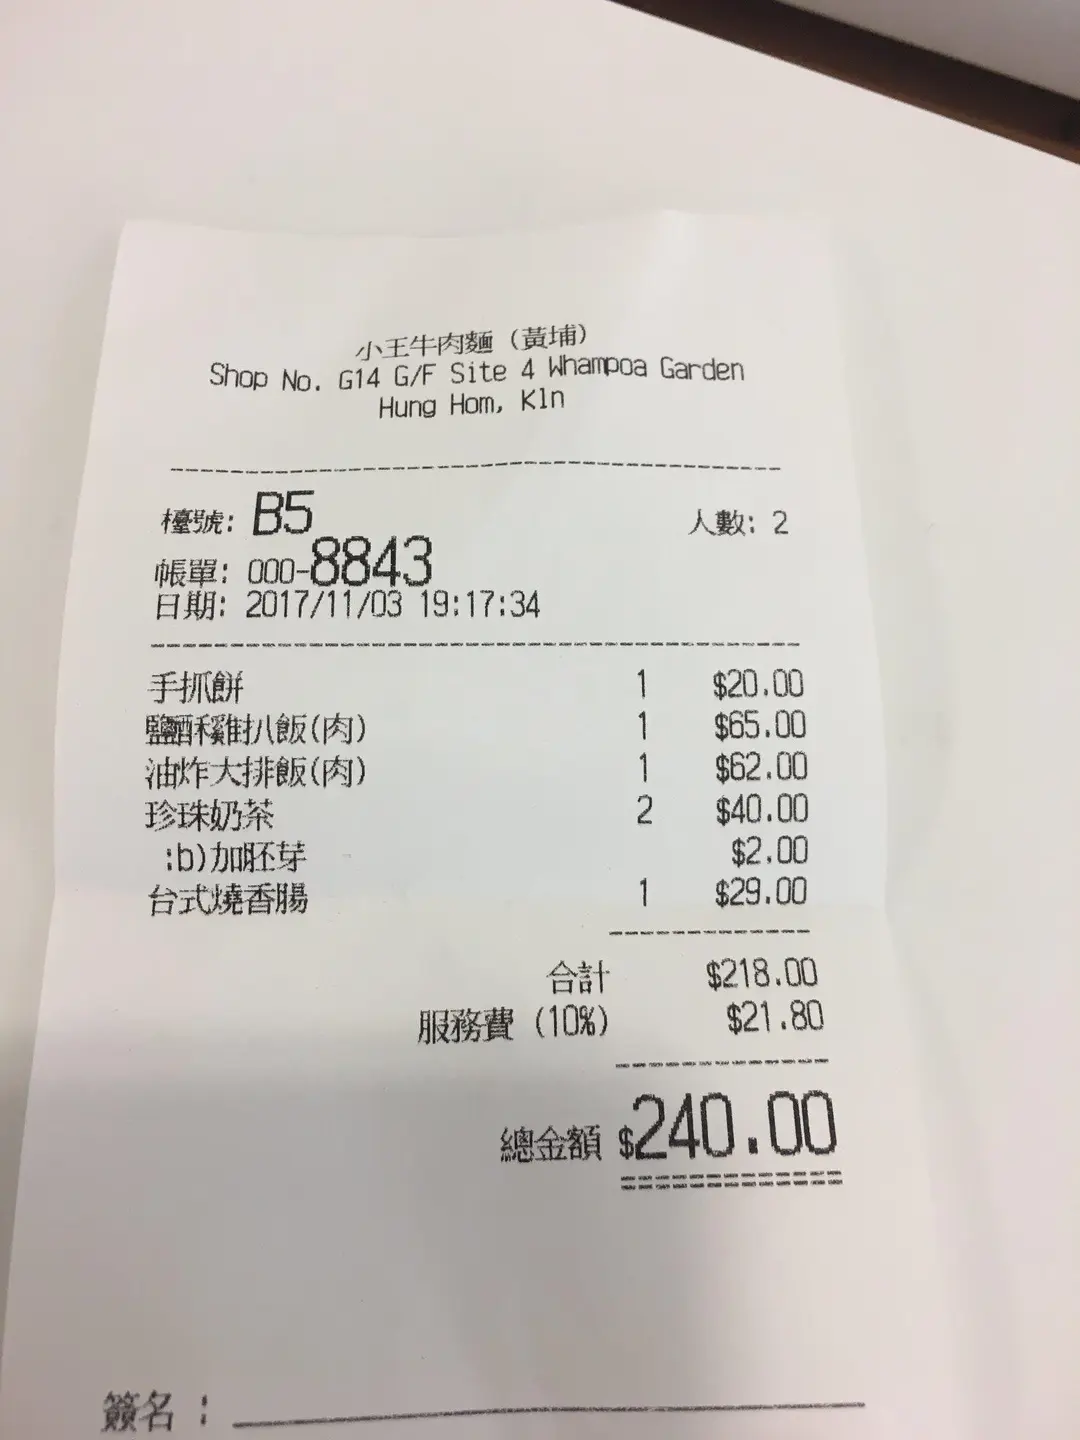 小王牛肉麵 (黃埔)
Shop No. G14 G/F Site 4 Whampoa Garden
Hung Hom, Kln
檯號: B5 人數: 2
帳單: 000-8843
日期: 2017/11/03 19:17:34
手抓餅 1 $20.00
鹽酥雞扒飯(肉) 1 $65.00
油炸大排飯(肉) 1 $62.00
珍珠奶茶 2 $40.00
:b)加胚芽 $2.00
台式燒香腸 1 $29.00
合計 $218.00
服務費 (10%) $21.80
總金額 $240.00
簽名 :